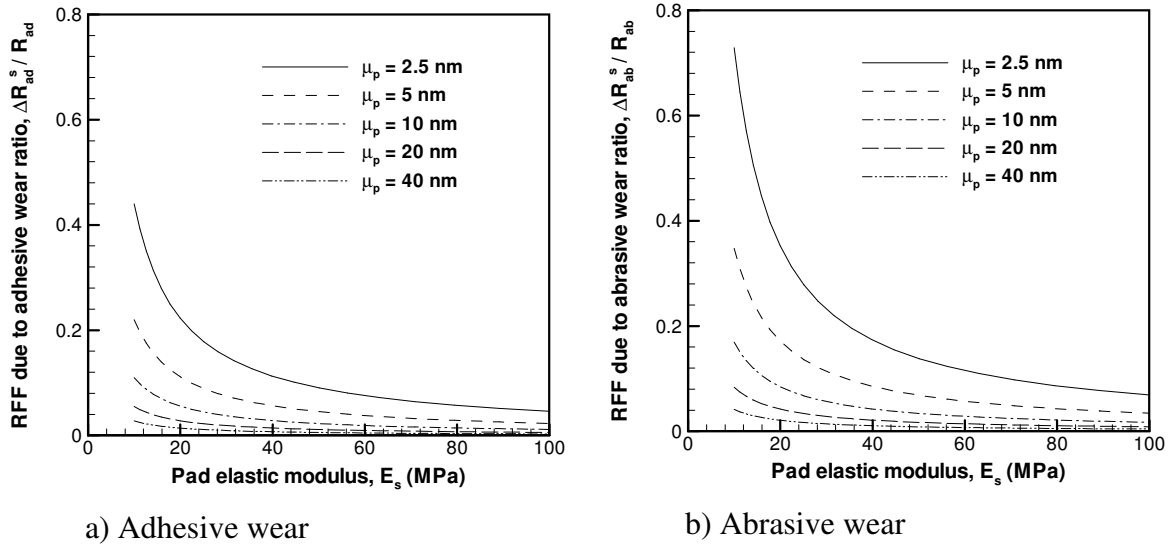 RFF due to adhesive wear ratio, ΔR_ad^s / R_ad
0.8
0.6
0.4
0.2
0
μ_p = 2.5 nm
μ_p = 5 nm
μ_p = 10 nm
μ_p = 20 nm
μ_p = 40 nm
0 20 40 60 80 100
Pad elastic modulus, E_s (MPa)
a) Adhesive wear
RFF due to abrasive wear ratio, ΔR_ab^s / R_ab
0.8
0.6
0.4
0.2
0
μ_p = 2.5 nm
μ_p = 5 nm
μ_p = 10 nm
μ_p = 20 nm
μ_p = 40 nm
0 20 40 60 80 100
Pad elastic modulus, E_s (MPa)
b) Abrasive wear